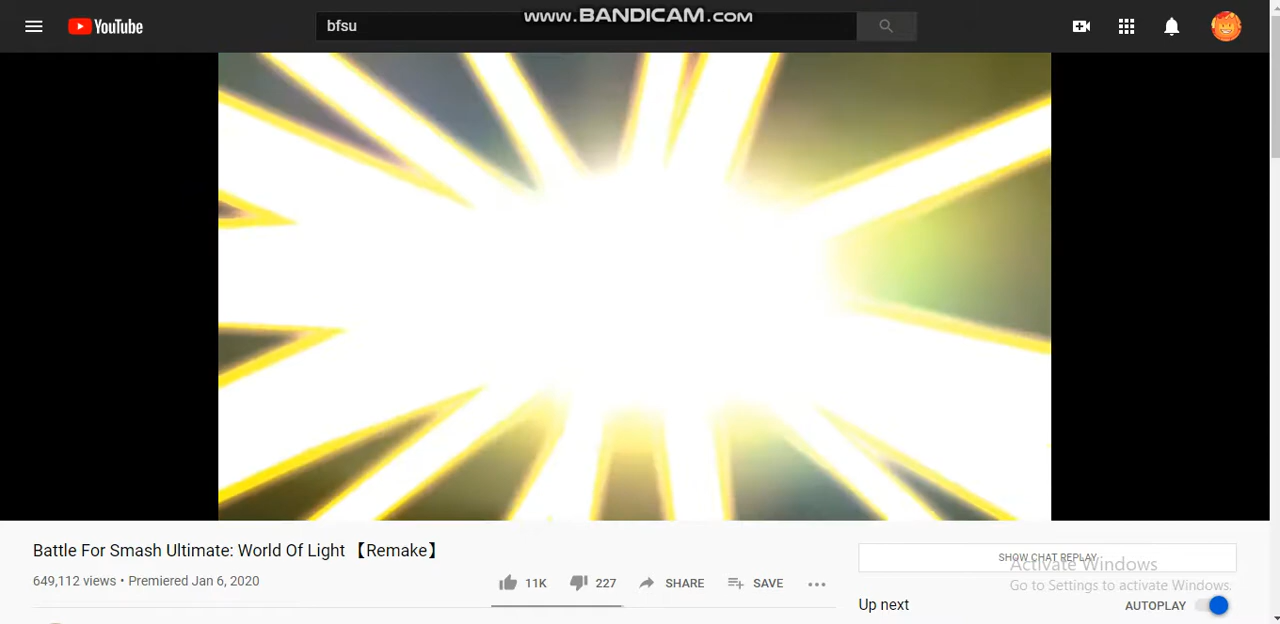 www.BANDICAM.com
YouTube
bfsu
Battle For Smash Ultimate: World Of Light 【Remake】
649,112 views • Premiered Jan 6, 2020
11K
227
SHARE
SAVE
SHOW CHAT REPLAY
Activate Windows
Go to Settings to activate Windows.
Up next
AUTOPLAY